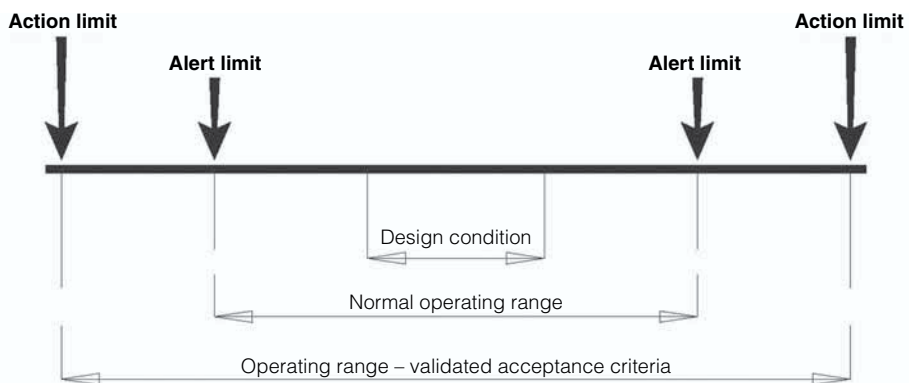 Action limit
Action limit
Alert limit
Alert limit
Design condition
Normal operating range
Operating range – validated acceptance criteria